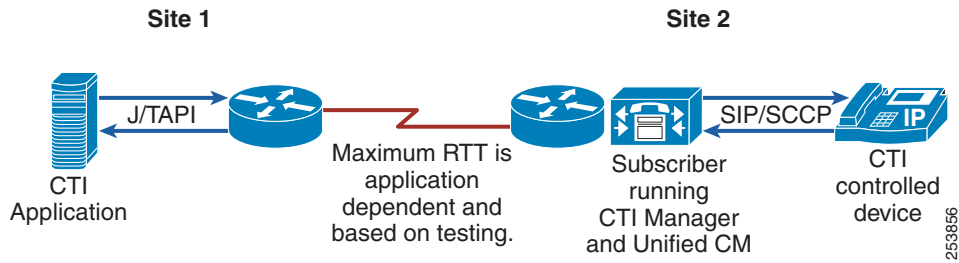 Site 1
Site 2
J/TAPI
SIP/SCCP
IP
CTI
Application
Maximum RTT is
application
dependent and
based on testing.
Subscriber
running
CTI Manager
and Unified CM
CTI
controlled
device
253856